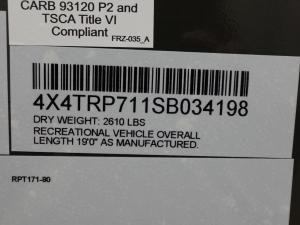 CARB 93120 P2 and
TSCA Title VI
Compliant
FRZ-035_A
4X4TRP711SB034198
DRY WEIGHT: 2610 LBS
RECREATIONAL VEHICLE OVERALL
LENGTH 19'0" AS MANUFACTURED.
RPT171-90